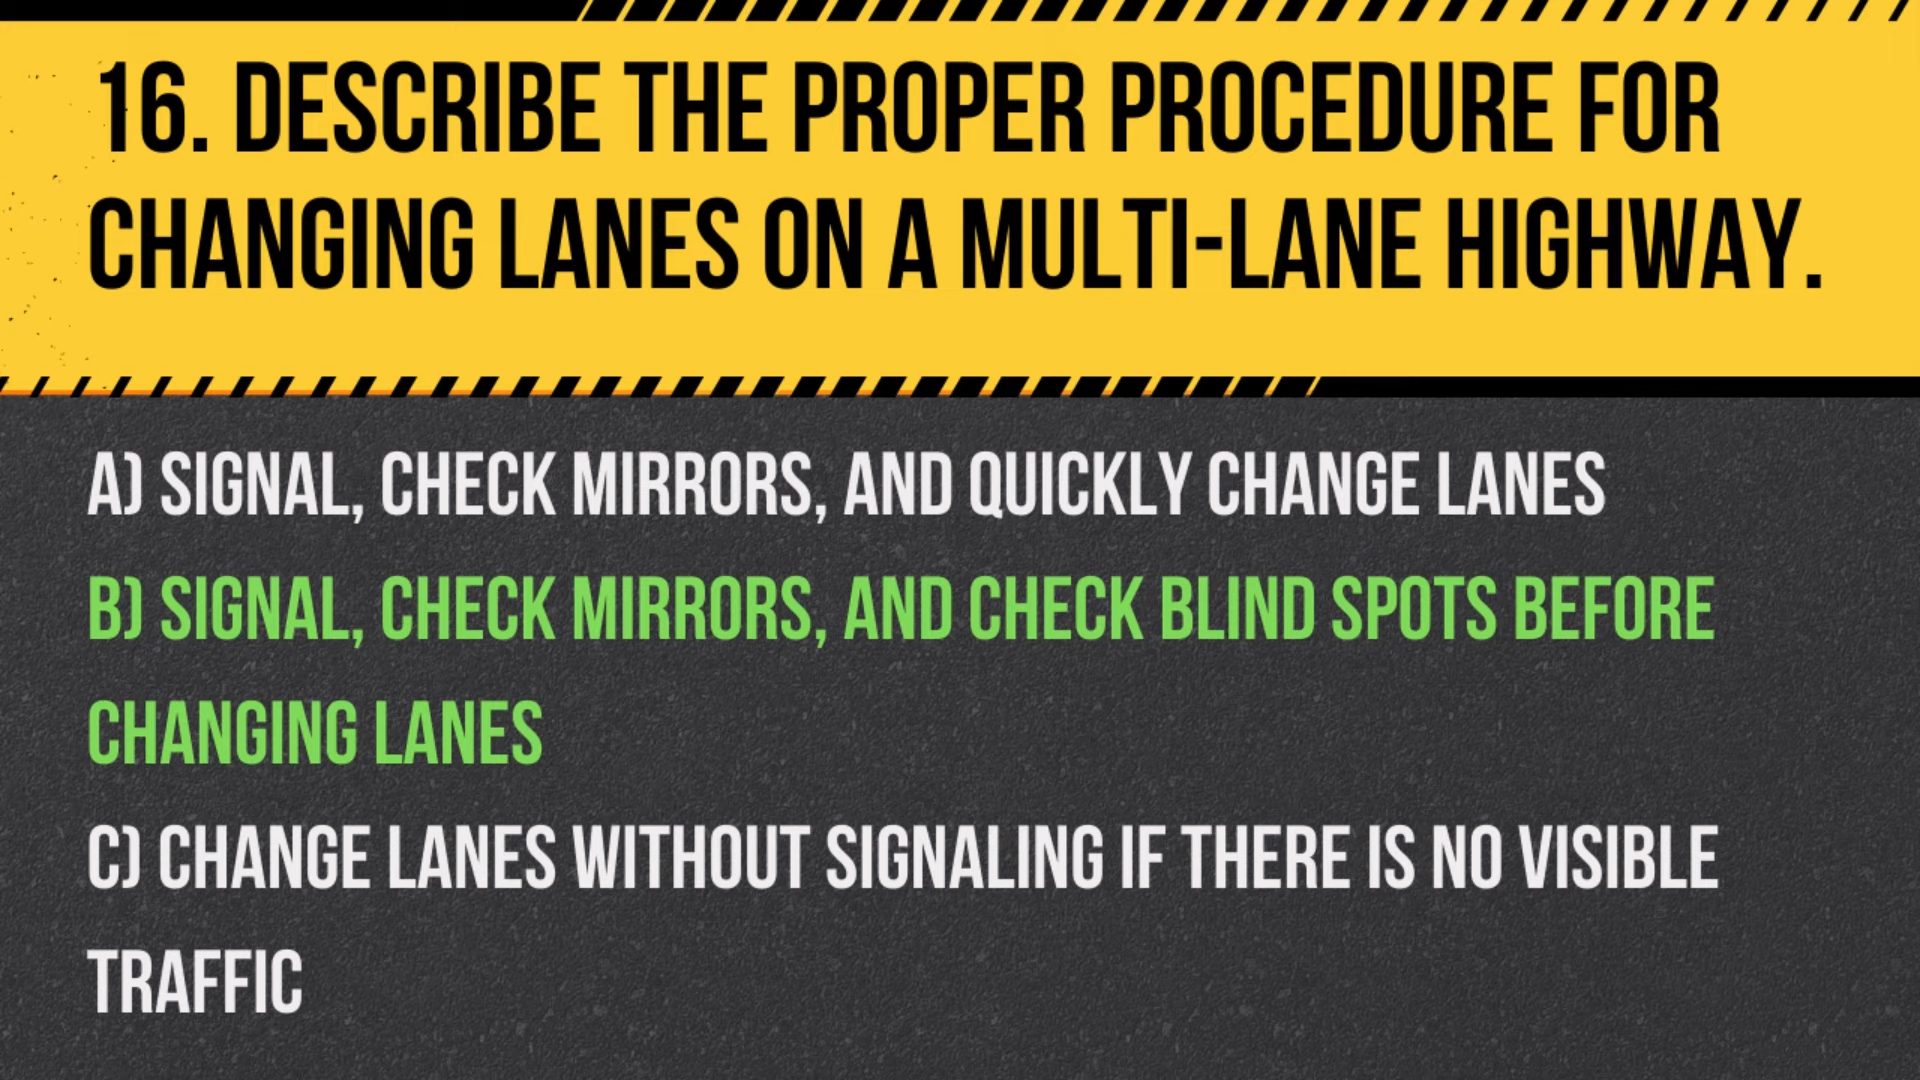 16. DESCRIBE THE PROPER PROCEDURE FOR
CHANGING LANES ON A MULTI-LANE HIGHWAY.
A) SIGNAL, CHECK MIRRORS, AND QUICKLY CHANGE LANES
B) SIGNAL, CHECK MIRRORS, AND CHECK BLIND SPOTS BEFORE
CHANGING LANES
C) CHANGE LANES WITHOUT SIGNALING IF THERE IS NO VISIBLE
TRAFFIC